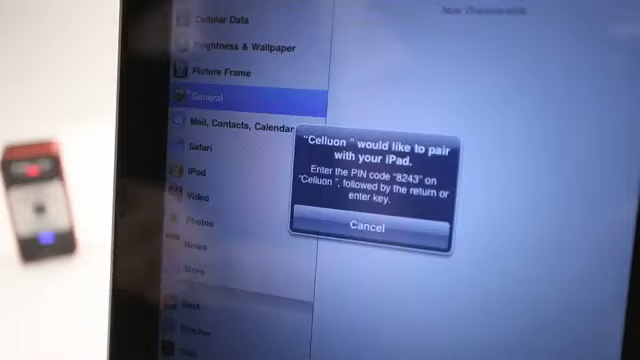 Now Discoverable
Cellular Data
Brightness & Wallpaper
Picture Frame
General
Mail, Contacts, Calendar
Safari
iPod
Video
Photos
Notes
Store
"Celluon " would like to pair
with your iPad.
Enter the PIN code "8243" on
"Celluon ", followed by the return or
enter key.
Cancel